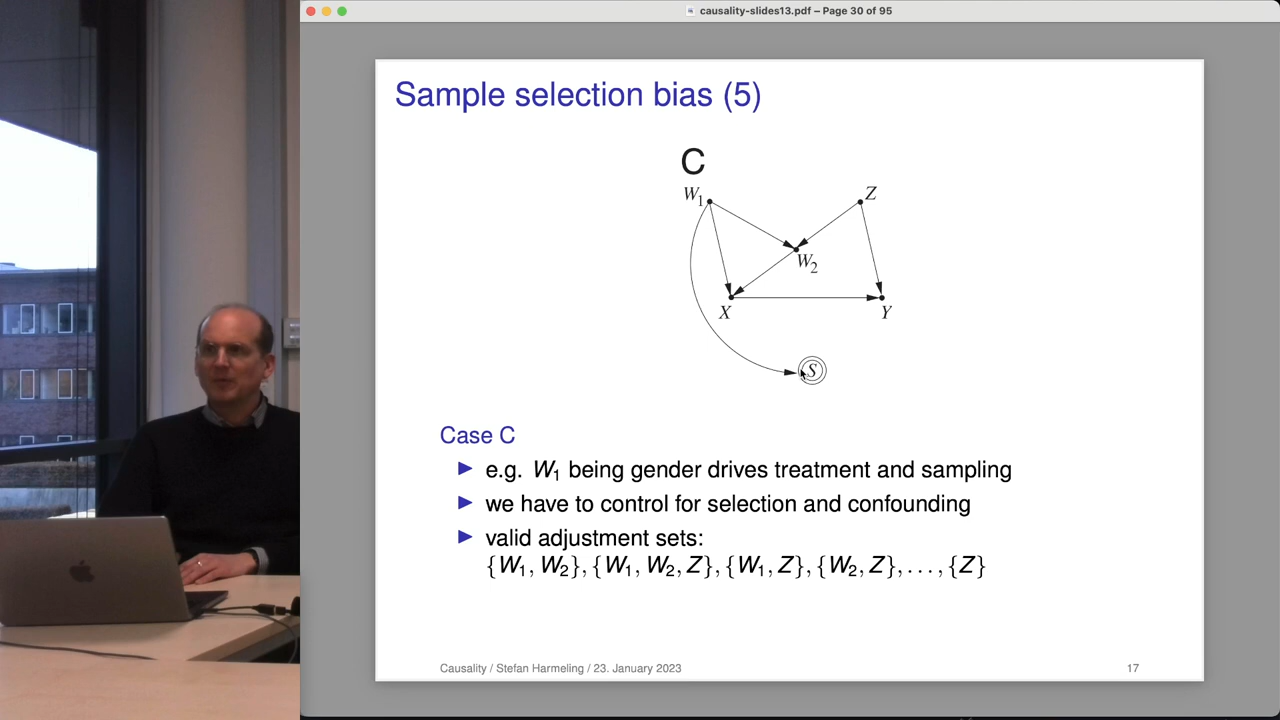 causality-slides13.pdf – Page 30 of 95
Sample selection bias (5)
C
W1
Z
W2
X
Y
S
Case C
e.g. W1 being gender drives treatment and sampling
we have to control for selection and confounding
valid adjustment sets:
{W1, W2}, {W1, W2, Z}, {W1, Z}, {W2, Z}, . . . , {Z}
Causality / Stefan Harmeling / 23. January 2023
17